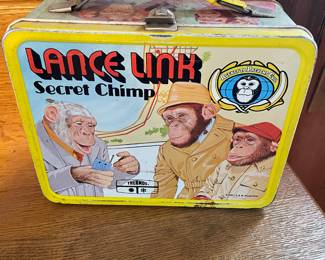 LANCE LINK
Secret Chimp
THERMOS